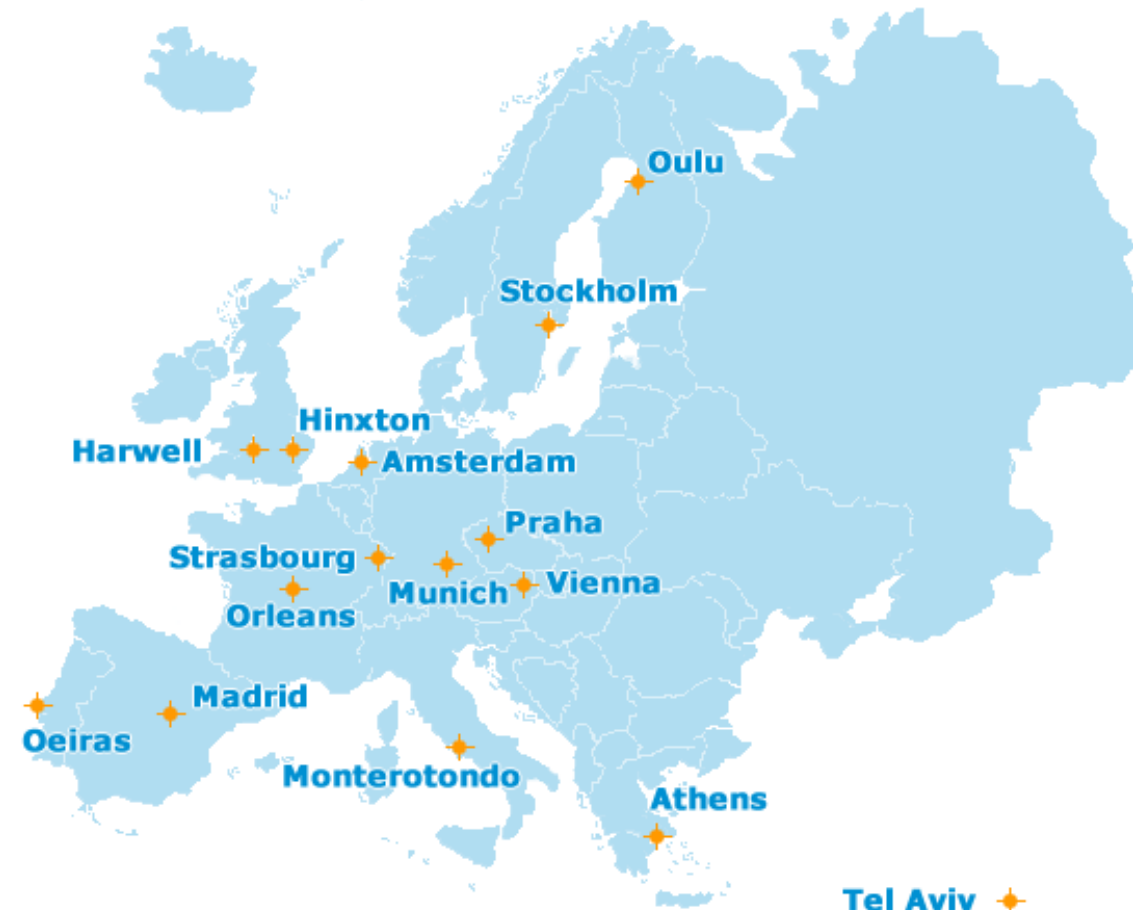 Oulu
Stockholm
Hinxton
Harwell
Amsterdam
Praha
Strasbourg
Munich
Vienna
Orleans
Madrid
Oeiras
Monterotondo
Athens
Tel Aviv